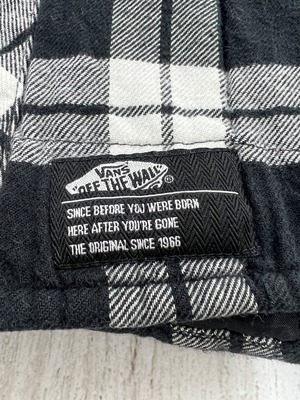 VANS
"OFF THE WALL"
®
SINCE BEFORE YOU WERE BORN
HERE AFTER YOU'RE GONE
THE ORIGINAL SINCE 1966